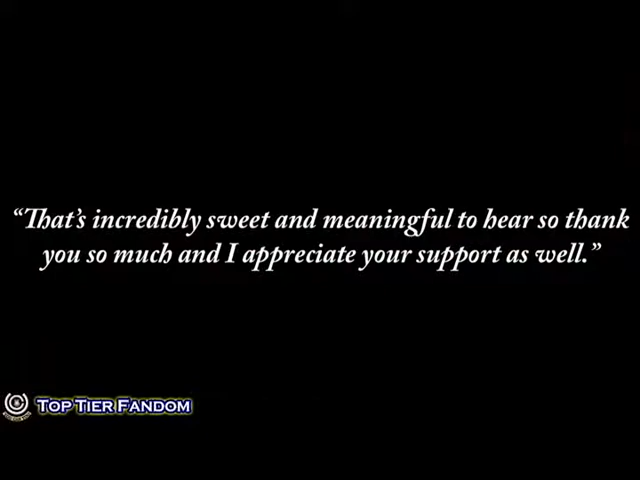 “That’s incredibly sweet and meaningful to hear so thank
you so much and I appreciate your support as well.”
Top Tier Fandom